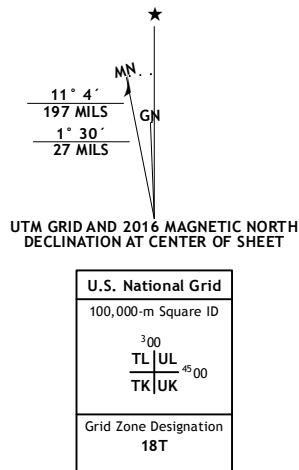 ★
MN
11° 4´
197 MILS
GN
1° 30´
27 MILS
UTM GRID AND 2016 MAGNETIC NORTH
DECLINATION AT CENTER OF SHEET
U.S. National Grid
100,000-m Square ID
³00
TL UL
⁴⁵00
TK UK
Grid Zone Designation
18T